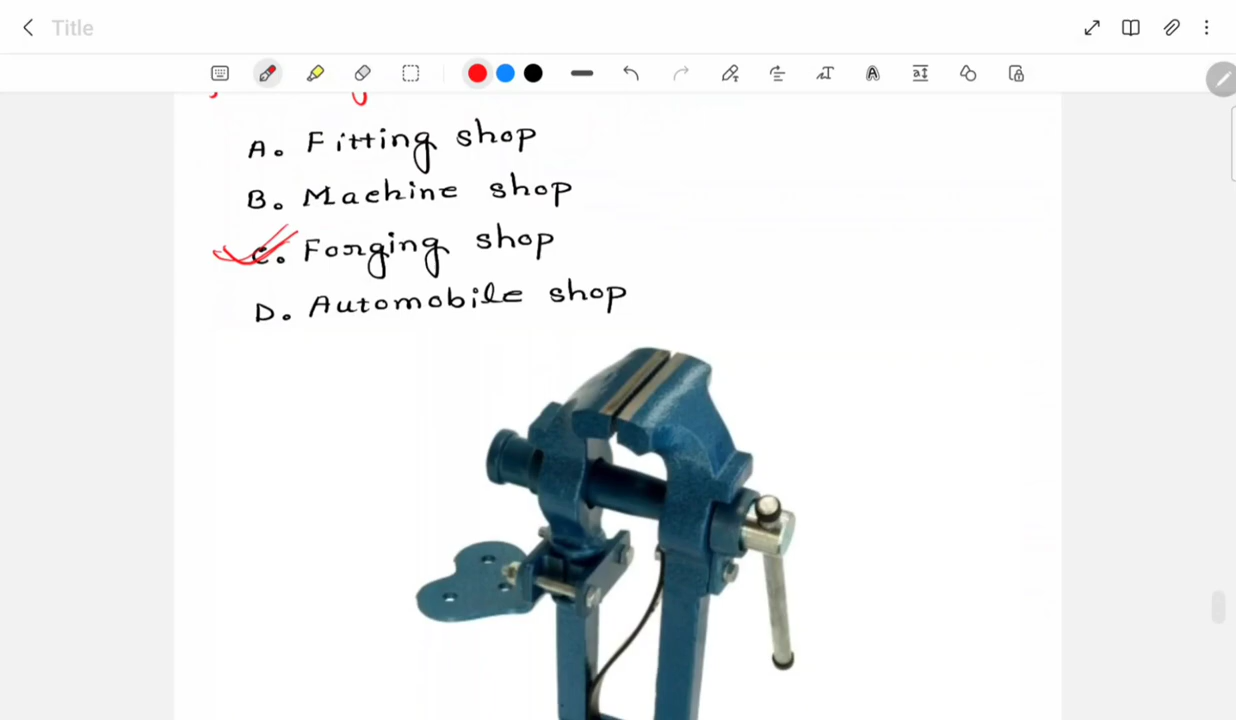 Title
A. Fitting shop
B. Machine shop
C. Forging shop
D. Automobile shop